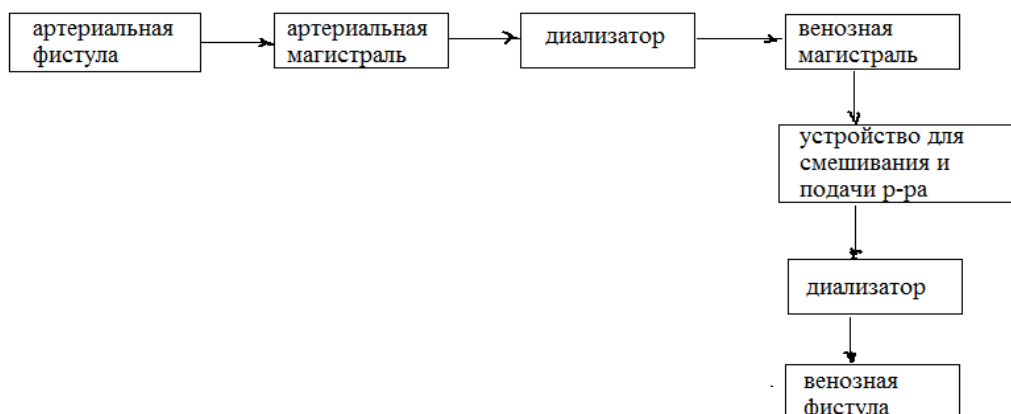 артериальная
фистула
артериальная
магистраль
диализатор
венозная
магистраль
устройство для
смешивания и
подачи р-ра
диализатор
венозная
фистула